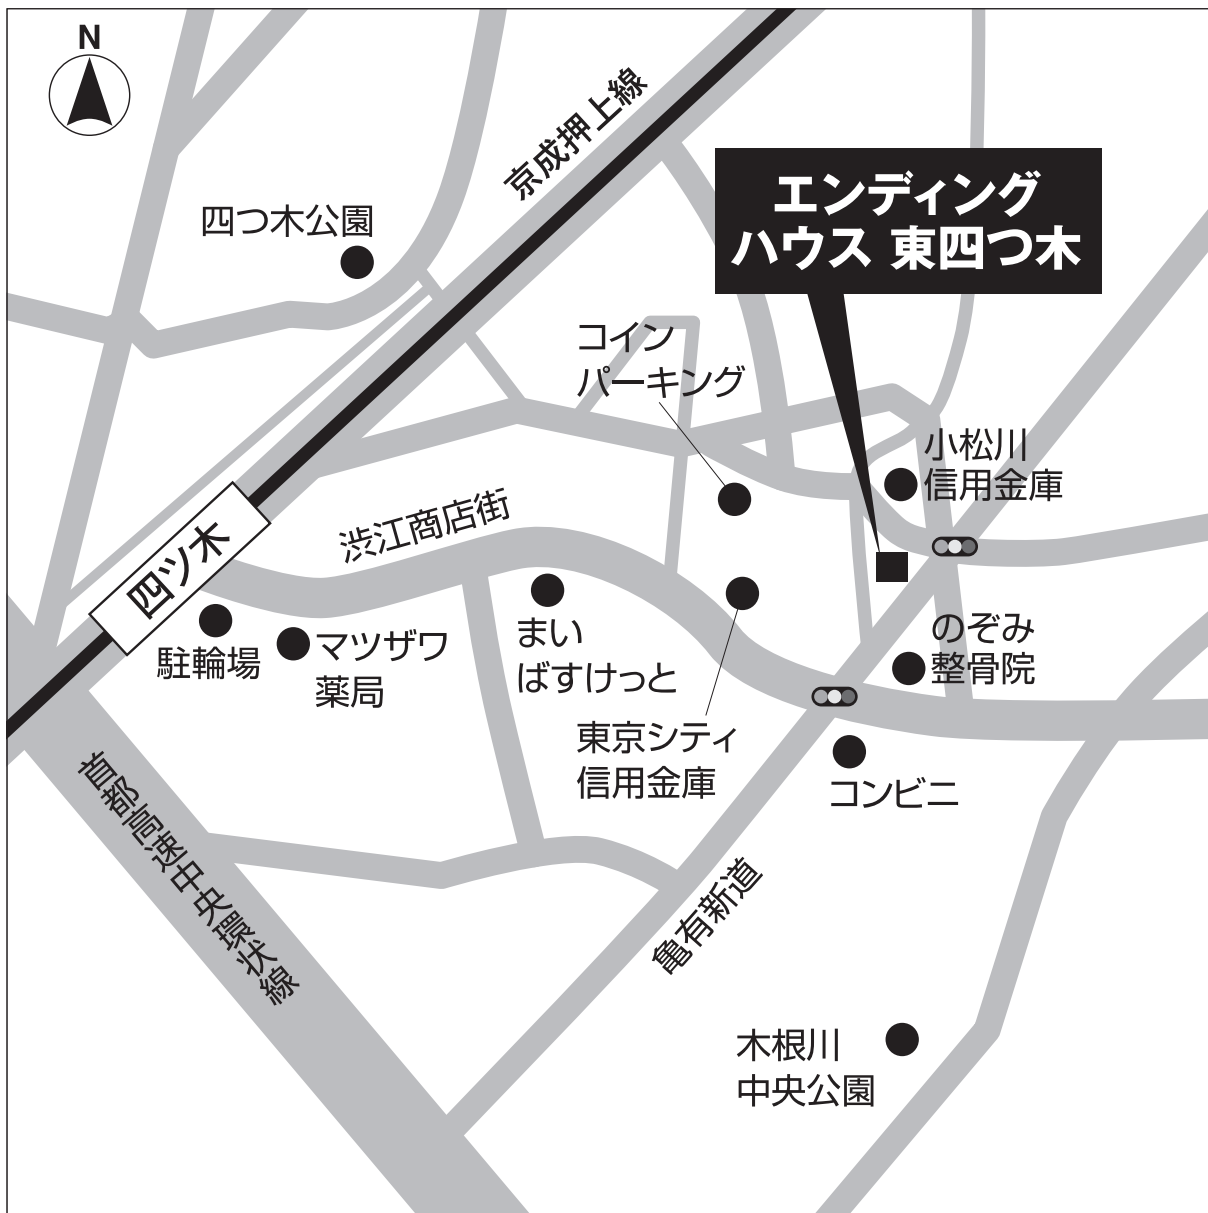 N
京成押上線
エンディング
ハウス 東四つ木
四つ木公園
コイン
パーキング
小松川
信用金庫
渋江商店街
四ツ木
駐輪場
マツザワ
薬局
まい
ばすけっと
のぞみ
整骨院
東京シティ
信用金庫
コンビニ
首都高速中央環状線
亀有新道
木根川
中央公園